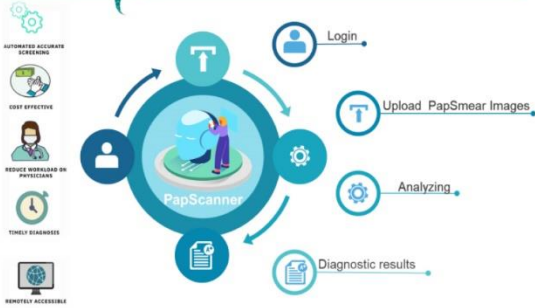 AUTOMATED ACCURATE
SCREENING
COST EFFECTIVE
REDUCE WORKLOAD ON
PHYSICIANS
TIMELY DIAGNOSIS
REMOTELY ACCESSIBLE
PapScanner
Login
Upload PapSmear Images
Analyzing
Diagnostic results